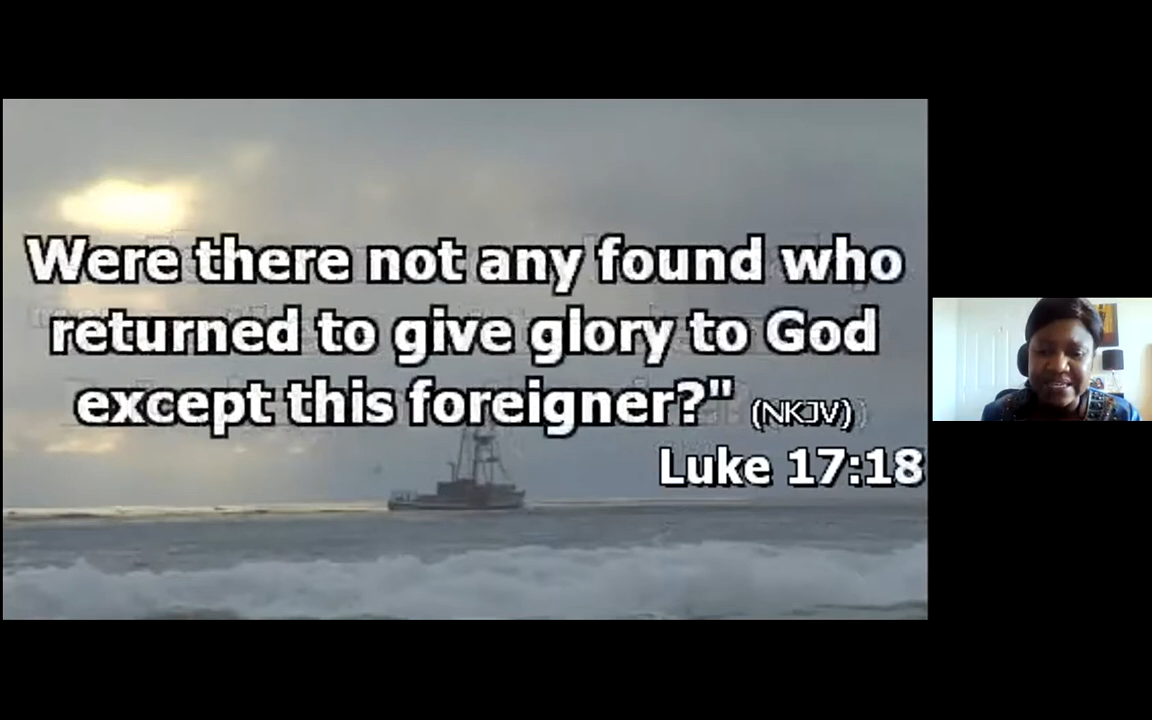 Were there not any found who
returned to give glory to God
except this foreigner?" (NKJV)
Luke 17:18